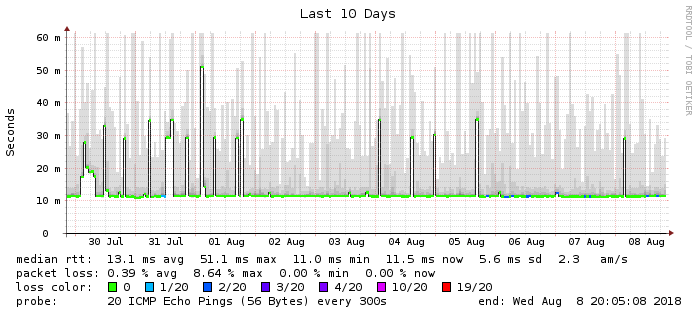 Last 10 Days
RRDTOOL / TOBI OETIKER
Seconds
60 m
50 m
40 m
30 m
20 m
10 m
0
30 Jul 31 Jul 01 Aug 02 Aug 03 Aug 04 Aug 05 Aug 06 Aug 07 Aug 08 Aug
median rtt: 13.1 ms avg 51.1 ms max 11.0 ms min 11.5 ms now 5.6 ms sd 2.3 am/s
packet loss: 0.39 % avg 8.64 % max 0.00 % min 0.00 % now
loss color: 0 1/20 2/20 3/20 4/20 10/20 19/20
probe: 20 ICMP Echo Pings (56 Bytes) every 300s end: Wed Aug 8 20:05:08 2018